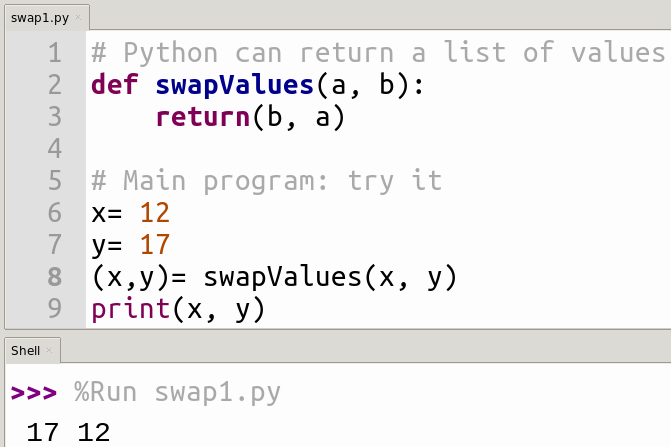 swap1.py ×
1 # Python can return a list of values
2 def swapValues(a, b):
3     return(b, a)
4
5 # Main program: try it
6 x= 12
7 y= 17
8 (x,y)= swapValues(x, y)
9 print(x, y)
Shell ×
>>> %Run swap1.py
17 12